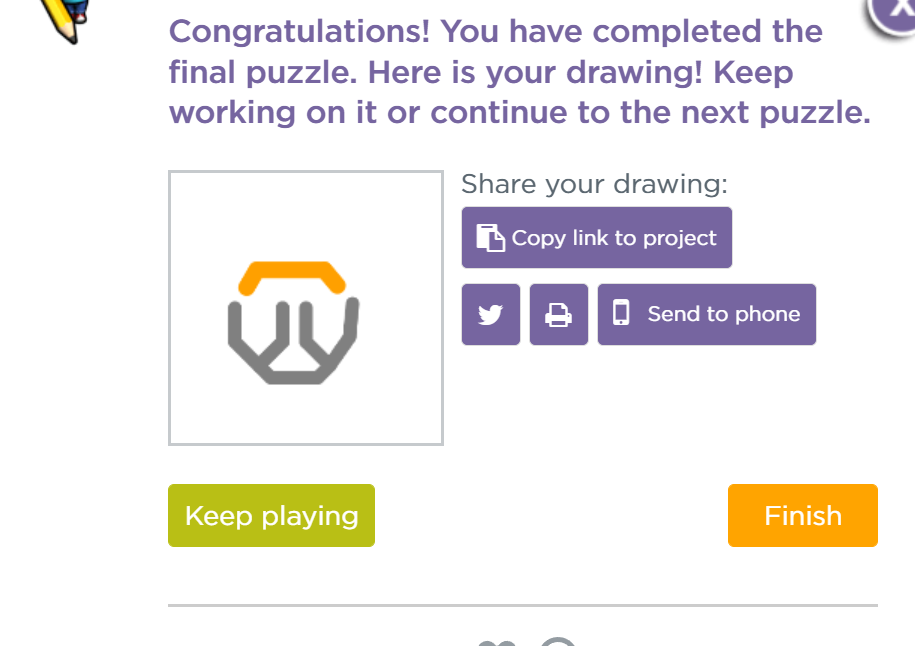 Congratulations! You have completed the
final puzzle. Here is your drawing! Keep
working on it or continue to the next puzzle.
Share your drawing:
Copy link to project
Send to phone
Keep playing
Finish